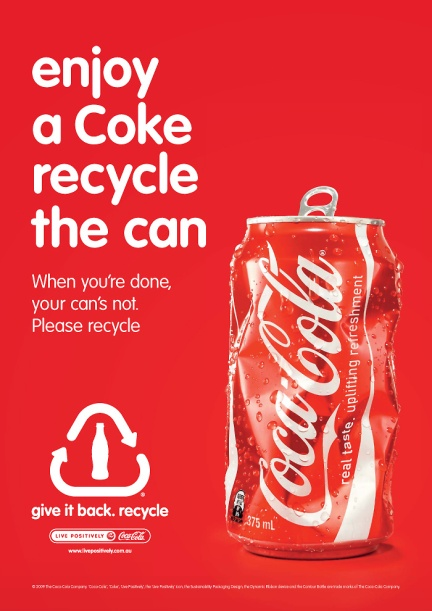 enjoy
a Coke
recycle
the can
When you're done,
your can's not.
Please recycle
Coca-Cola®
real taste, uplifting refreshment
375 mL
®
give it back. recycle
LIVE POSITIVELY Coca-Cola
www.livepositively.com.au
© 2009 The Coca-Cola Company. 'Coca-Cola', 'Coke', 'Live Positively', the 'Live Positively' icon, the Sustainability Packaging Design, the Dynamic Ribbon device and the Contour Bottle are trade marks of The Coca-Cola Company.